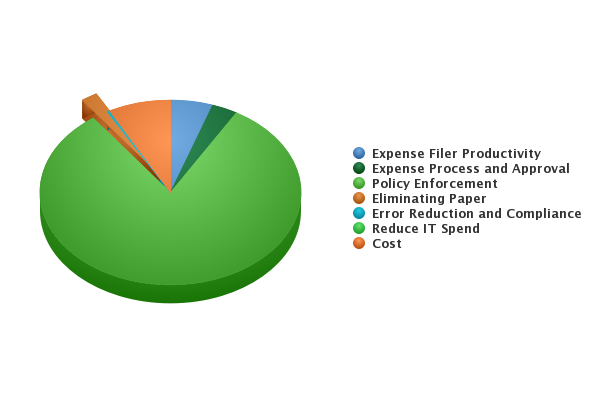 Expense Filer Productivity
Expense Process and Approval
Policy Enforcement
Eliminating Paper
Error Reduction and Compliance
Reduce IT Spend
Cost